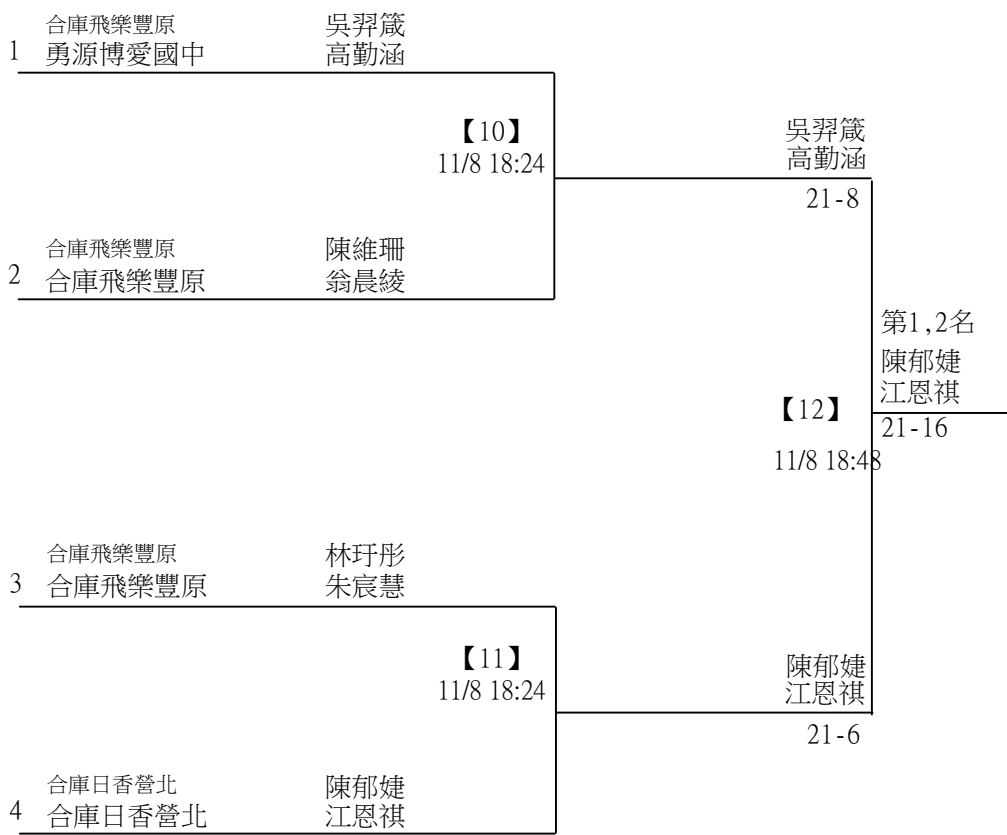 合庫飛樂豐原 吳羿箴
1 勇源博愛國中 高勤涵
【10】
11/8 18:24
吳羿箴
高勤涵
21-8
合庫飛樂豐原 陳維珊
2 合庫飛樂豐原 翁晨綾
第1,2名
陳郁婕
江恩祺
【12】
21-16
11/8 18:48
合庫飛樂豐原 林玗彤
3 合庫飛樂豐原 朱宸慧
【11】
11/8 18:24
陳郁婕
江恩祺
21-6
合庫日香營北 陳郁婕
4 合庫日香營北 江恩祺